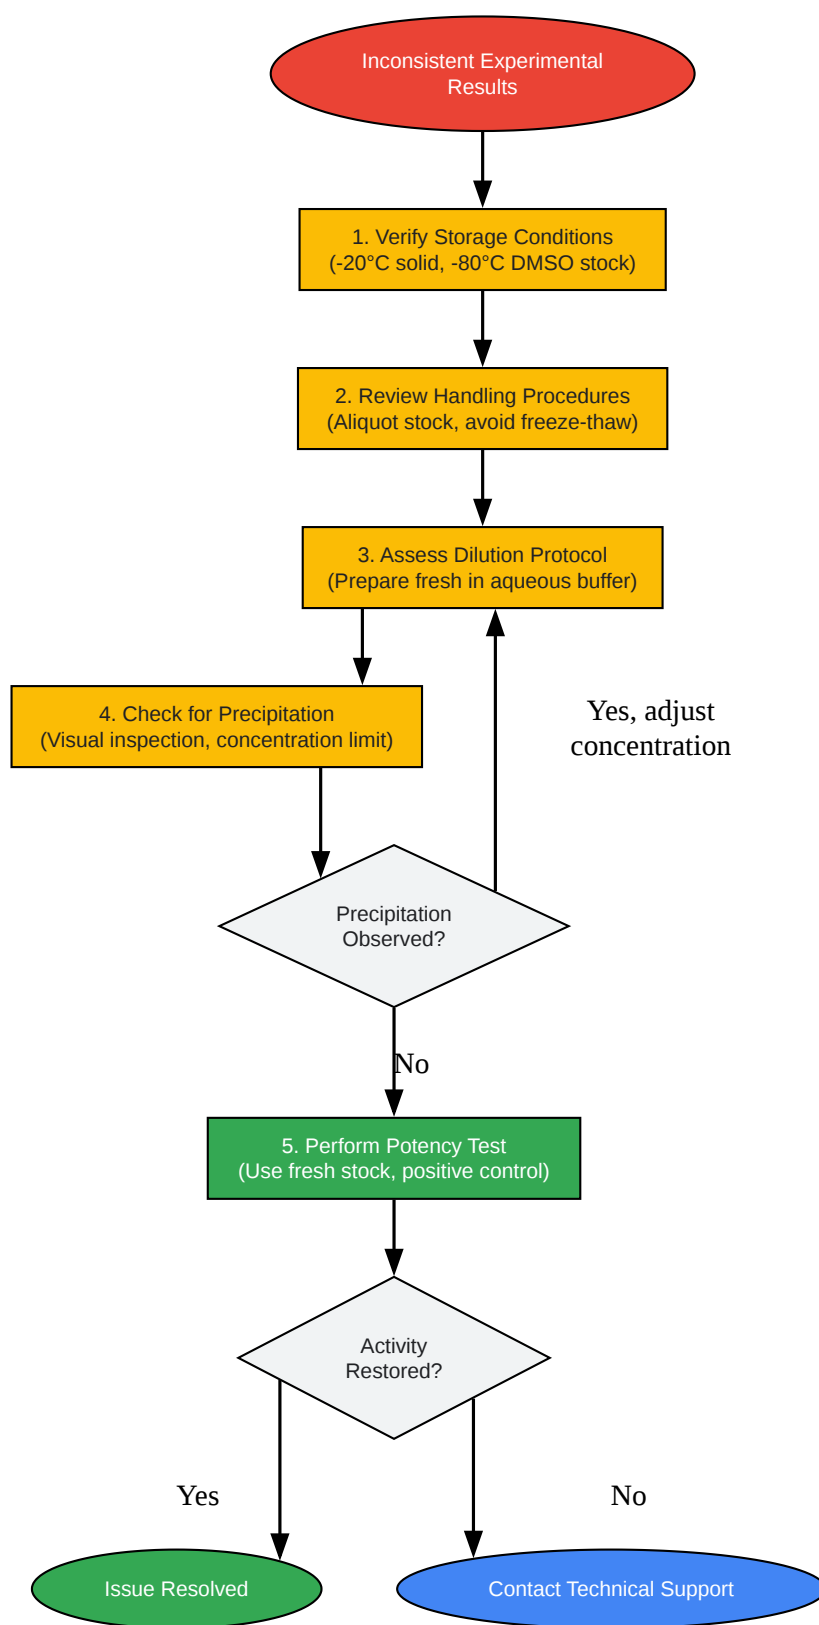 Inconsistent Experimental
Results
1. Verify Storage Conditions
(-20°C solid, -80°C DMSO stock)
2. Review Handling Procedures
(Aliquot stock, avoid freeze-thaw)
3. Assess Dilution Protocol
(Prepare fresh in aqueous buffer)
4. Check for Precipitation
(Visual inspection, concentration limit)
Yes, adjust
concentration
Precipitation
Observed?
No
5. Perform Potency Test
(Use fresh stock, positive control)
Activity
Restored?
Yes
No
Issue Resolved
Contact Technical Support